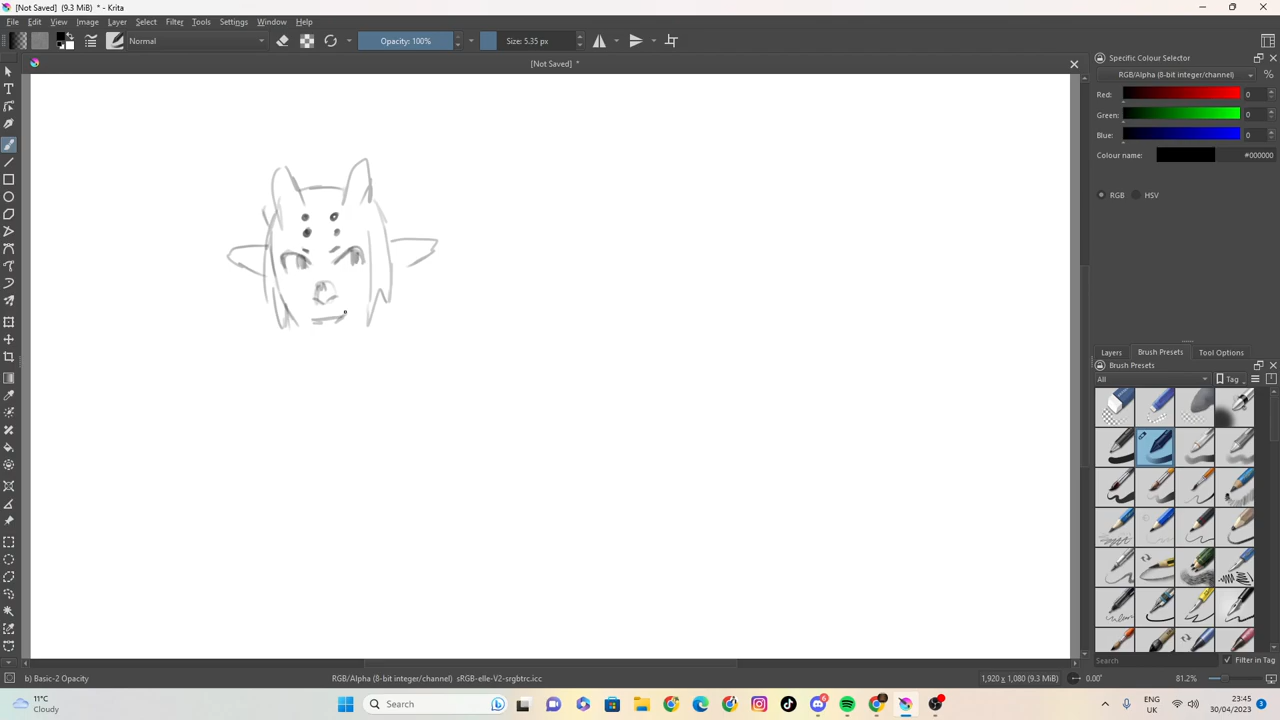 [Not Saved] (9.3 MiB) * - Krita
File Edit View Image Layer Select Filter Tools Settings Window Help
Normal Opacity: 100% Size: 5.35 px
[Not Saved] *
Specific Colour Selector
RGB/Alpha (8-bit integer/channel) %
Red: 0
Green: 0
Blue: 0
Colour name: #000000
RGB HSV
Layers Brush Presets Tool Options
Brush Presets
All Tag
Search Filter in Tag
b) Basic-2 Opacity RGB/Alpha (8-bit integer/channel) sRGB-elle-V2-srgbtrc.icc 1,920 x 1,080 (9.3 MiB) 0.00° 81.2%
11°C
Cloudy
Search
ENG
UK
23:45
30/04/2023
3